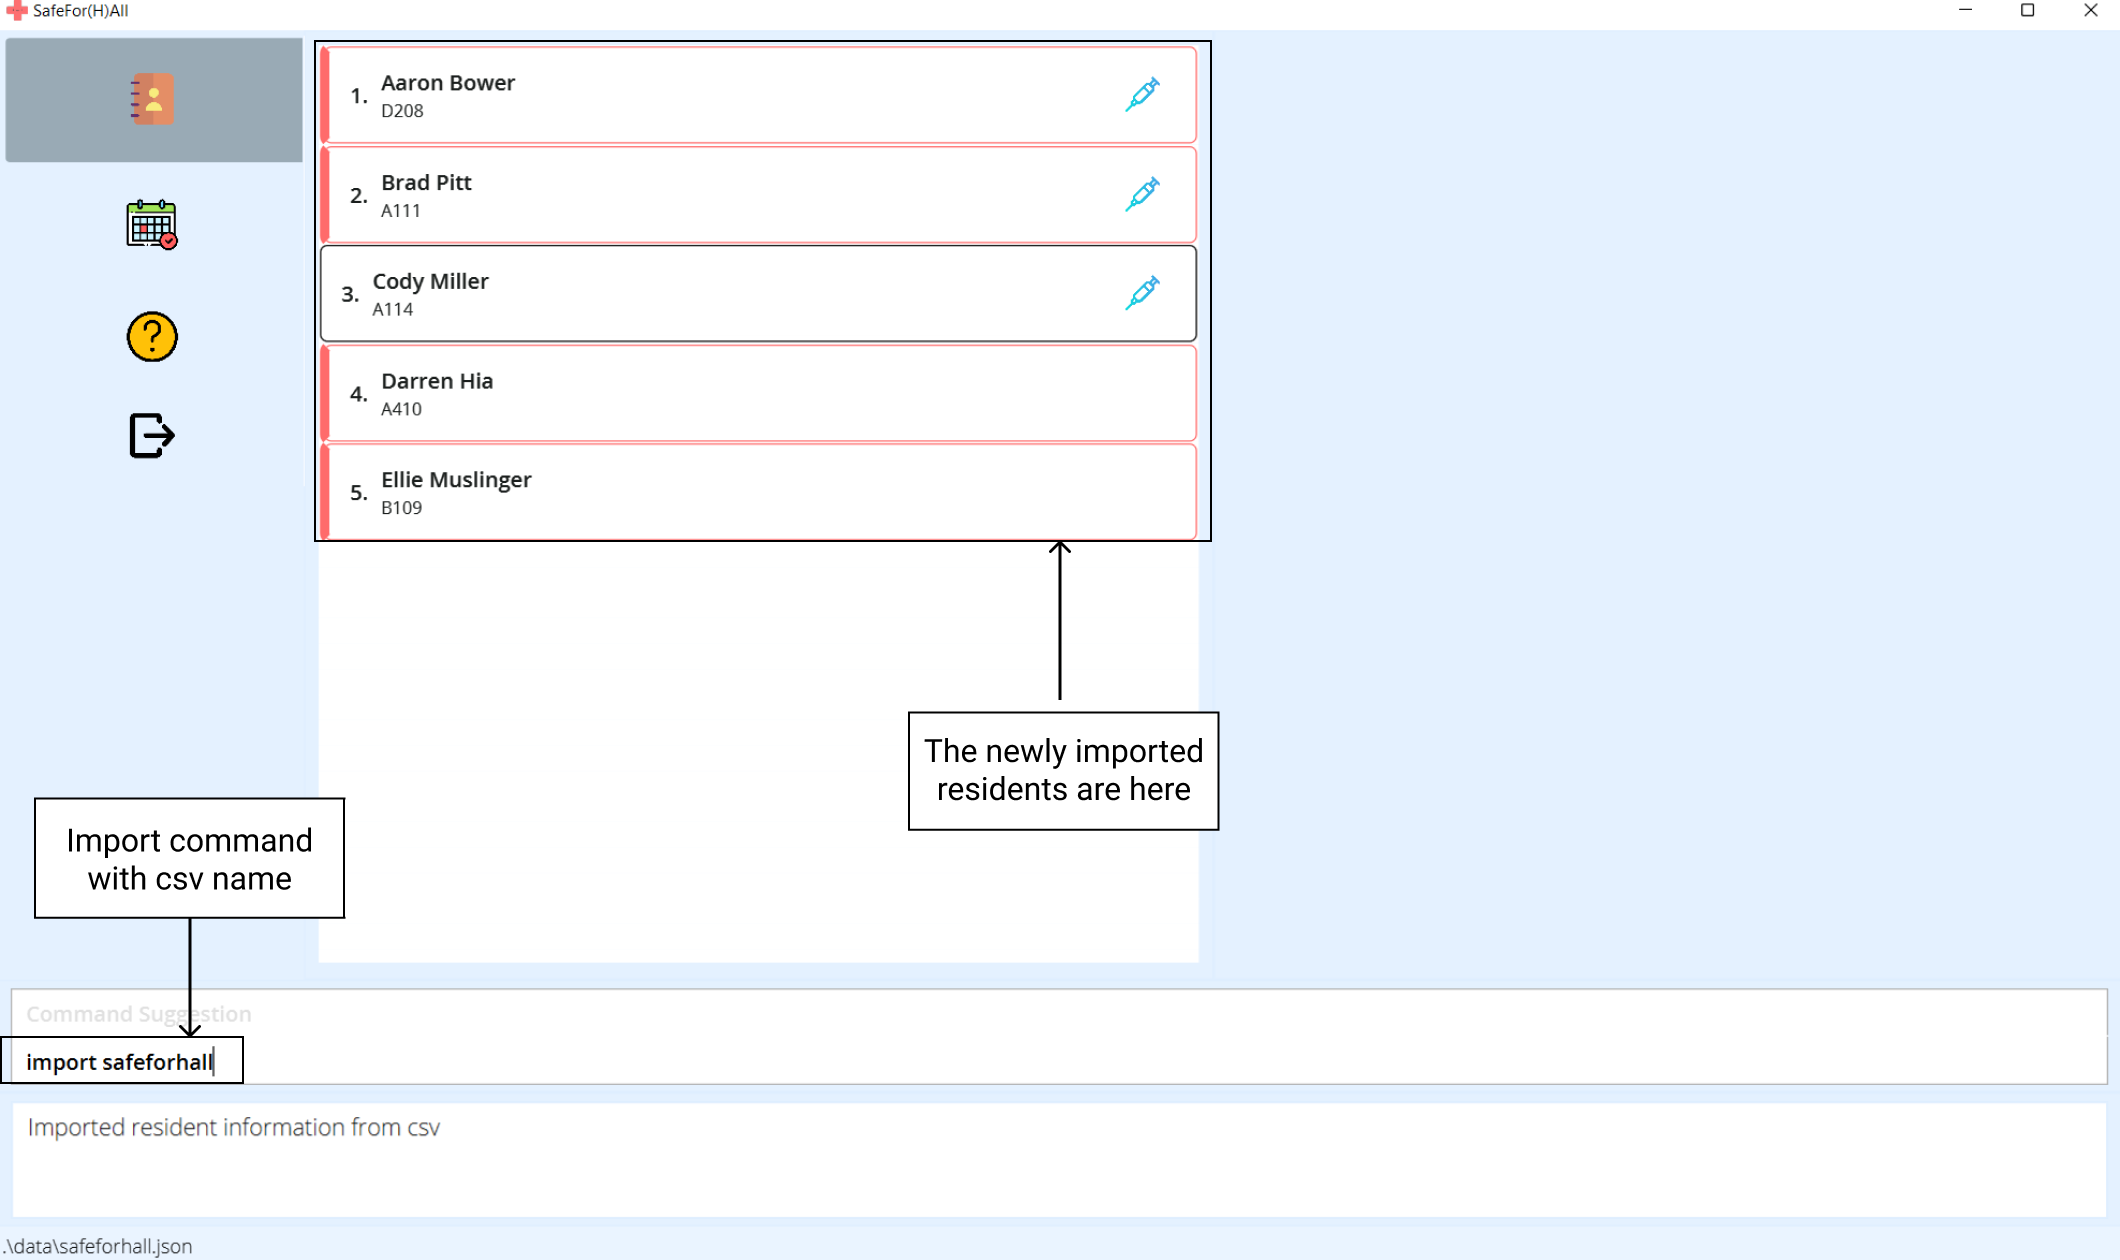 SafeFor(H)All
1. Aaron Bower
D208
2. Brad Pitt
A111
3. Cody Miller
A114
4. Darren Hia
A410
5. Ellie Muslinger
B109
The newly imported
residents are here
Import command
with csv name
Command Suggestion
import safeforhall
Imported resident information from csv
.\data\safeforhall.json